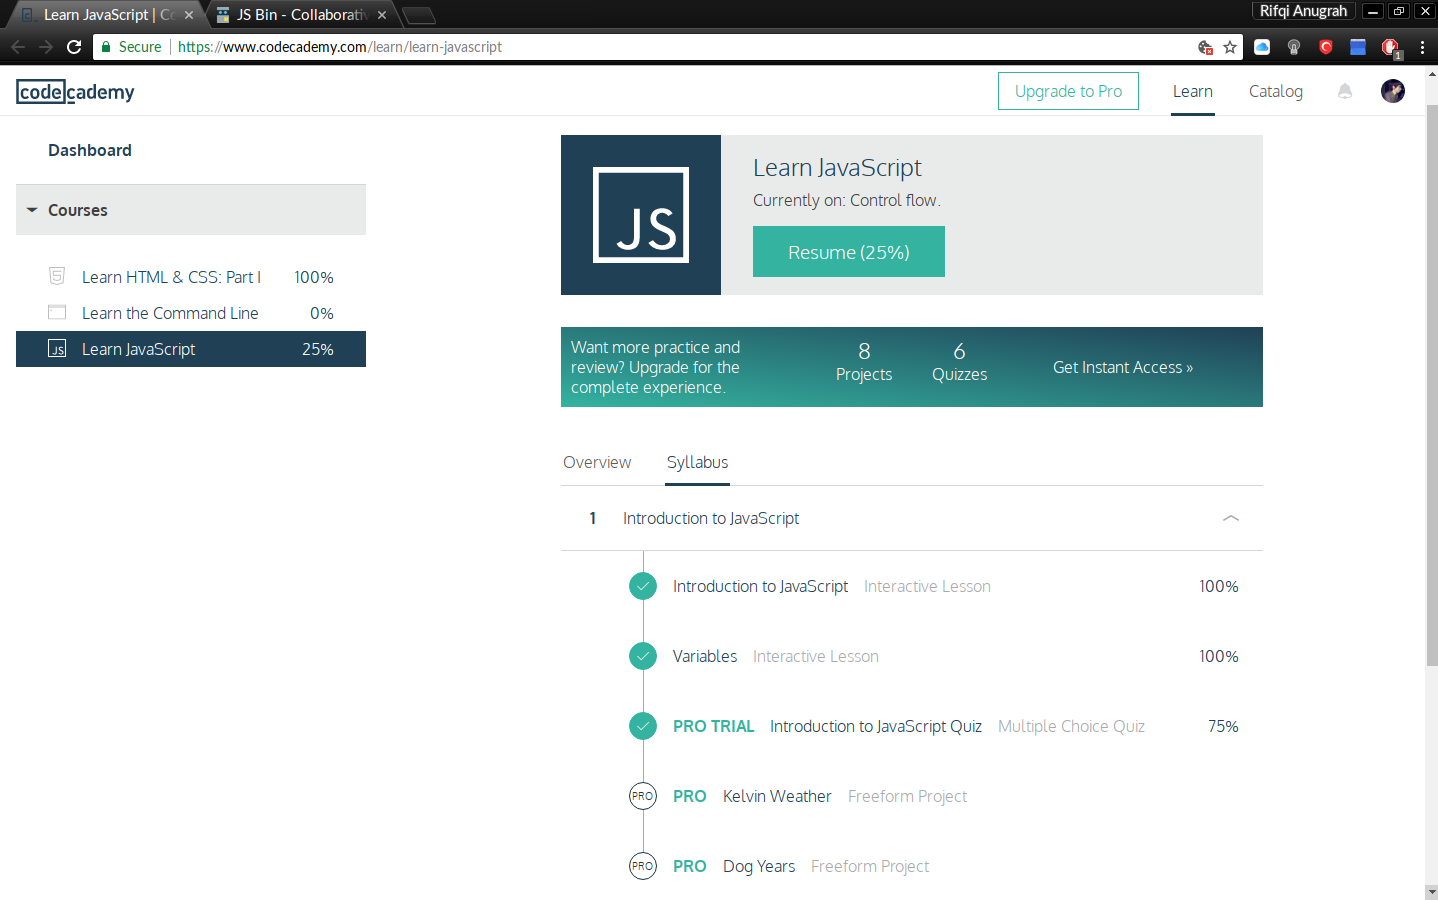 Learn JavaScript | Co
JS Bin - Collaborativ
Rifqi Anugrah
Secure
https://www.codecademy.com/learn/learn-javascript
1
codecademy
Upgrade to Pro
Learn
Catalog
Dashboard
Courses
Learn HTML & CSS: Part I 100%
Learn the Command Line 0%
JS Learn JavaScript 25%
JS
Learn JavaScript
Currently on: Control flow.
Resume (25%)
Want more practice and
review? Upgrade for the
complete experience.
8
Projects
6
Quizzes
Get Instant Access »
Overview
Syllabus
1 Introduction to JavaScript
Introduction to JavaScript Interactive Lesson 100%
Variables Interactive Lesson 100%
PRO TRIAL Introduction to JavaScript Quiz Multiple Choice Quiz 75%
PRO PRO Kelvin Weather Freeform Project
PRO PRO Dog Years Freeform Project